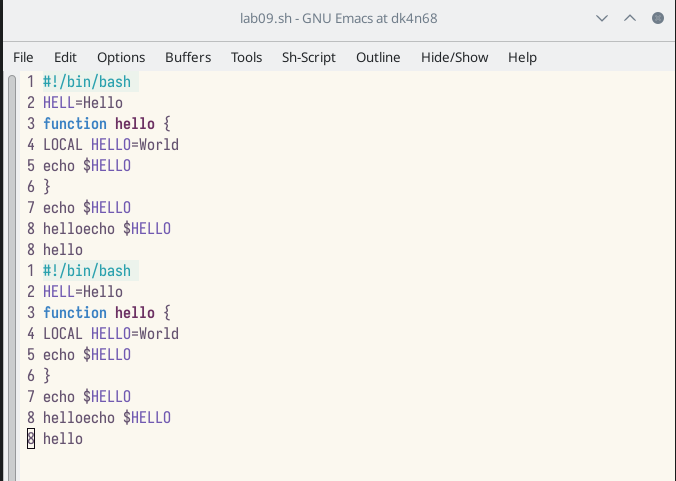 lab09.sh - GNU Emacs at dk4n68
File Edit Options Buffers Tools Sh-Script Outline Hide/Show Help
1 #!/bin/bash
2 HELL=Hello
3 function hello {
4 LOCAL HELLO=World
5 echo $HELLO
6 }
7 echo $HELLO
8 helloecho $HELLO
8 hello
1 #!/bin/bash
2 HELL=Hello
3 function hello {
4 LOCAL HELLO=World
5 echo $HELLO
6 }
7 echo $HELLO
8 helloecho $HELLO
8 hello